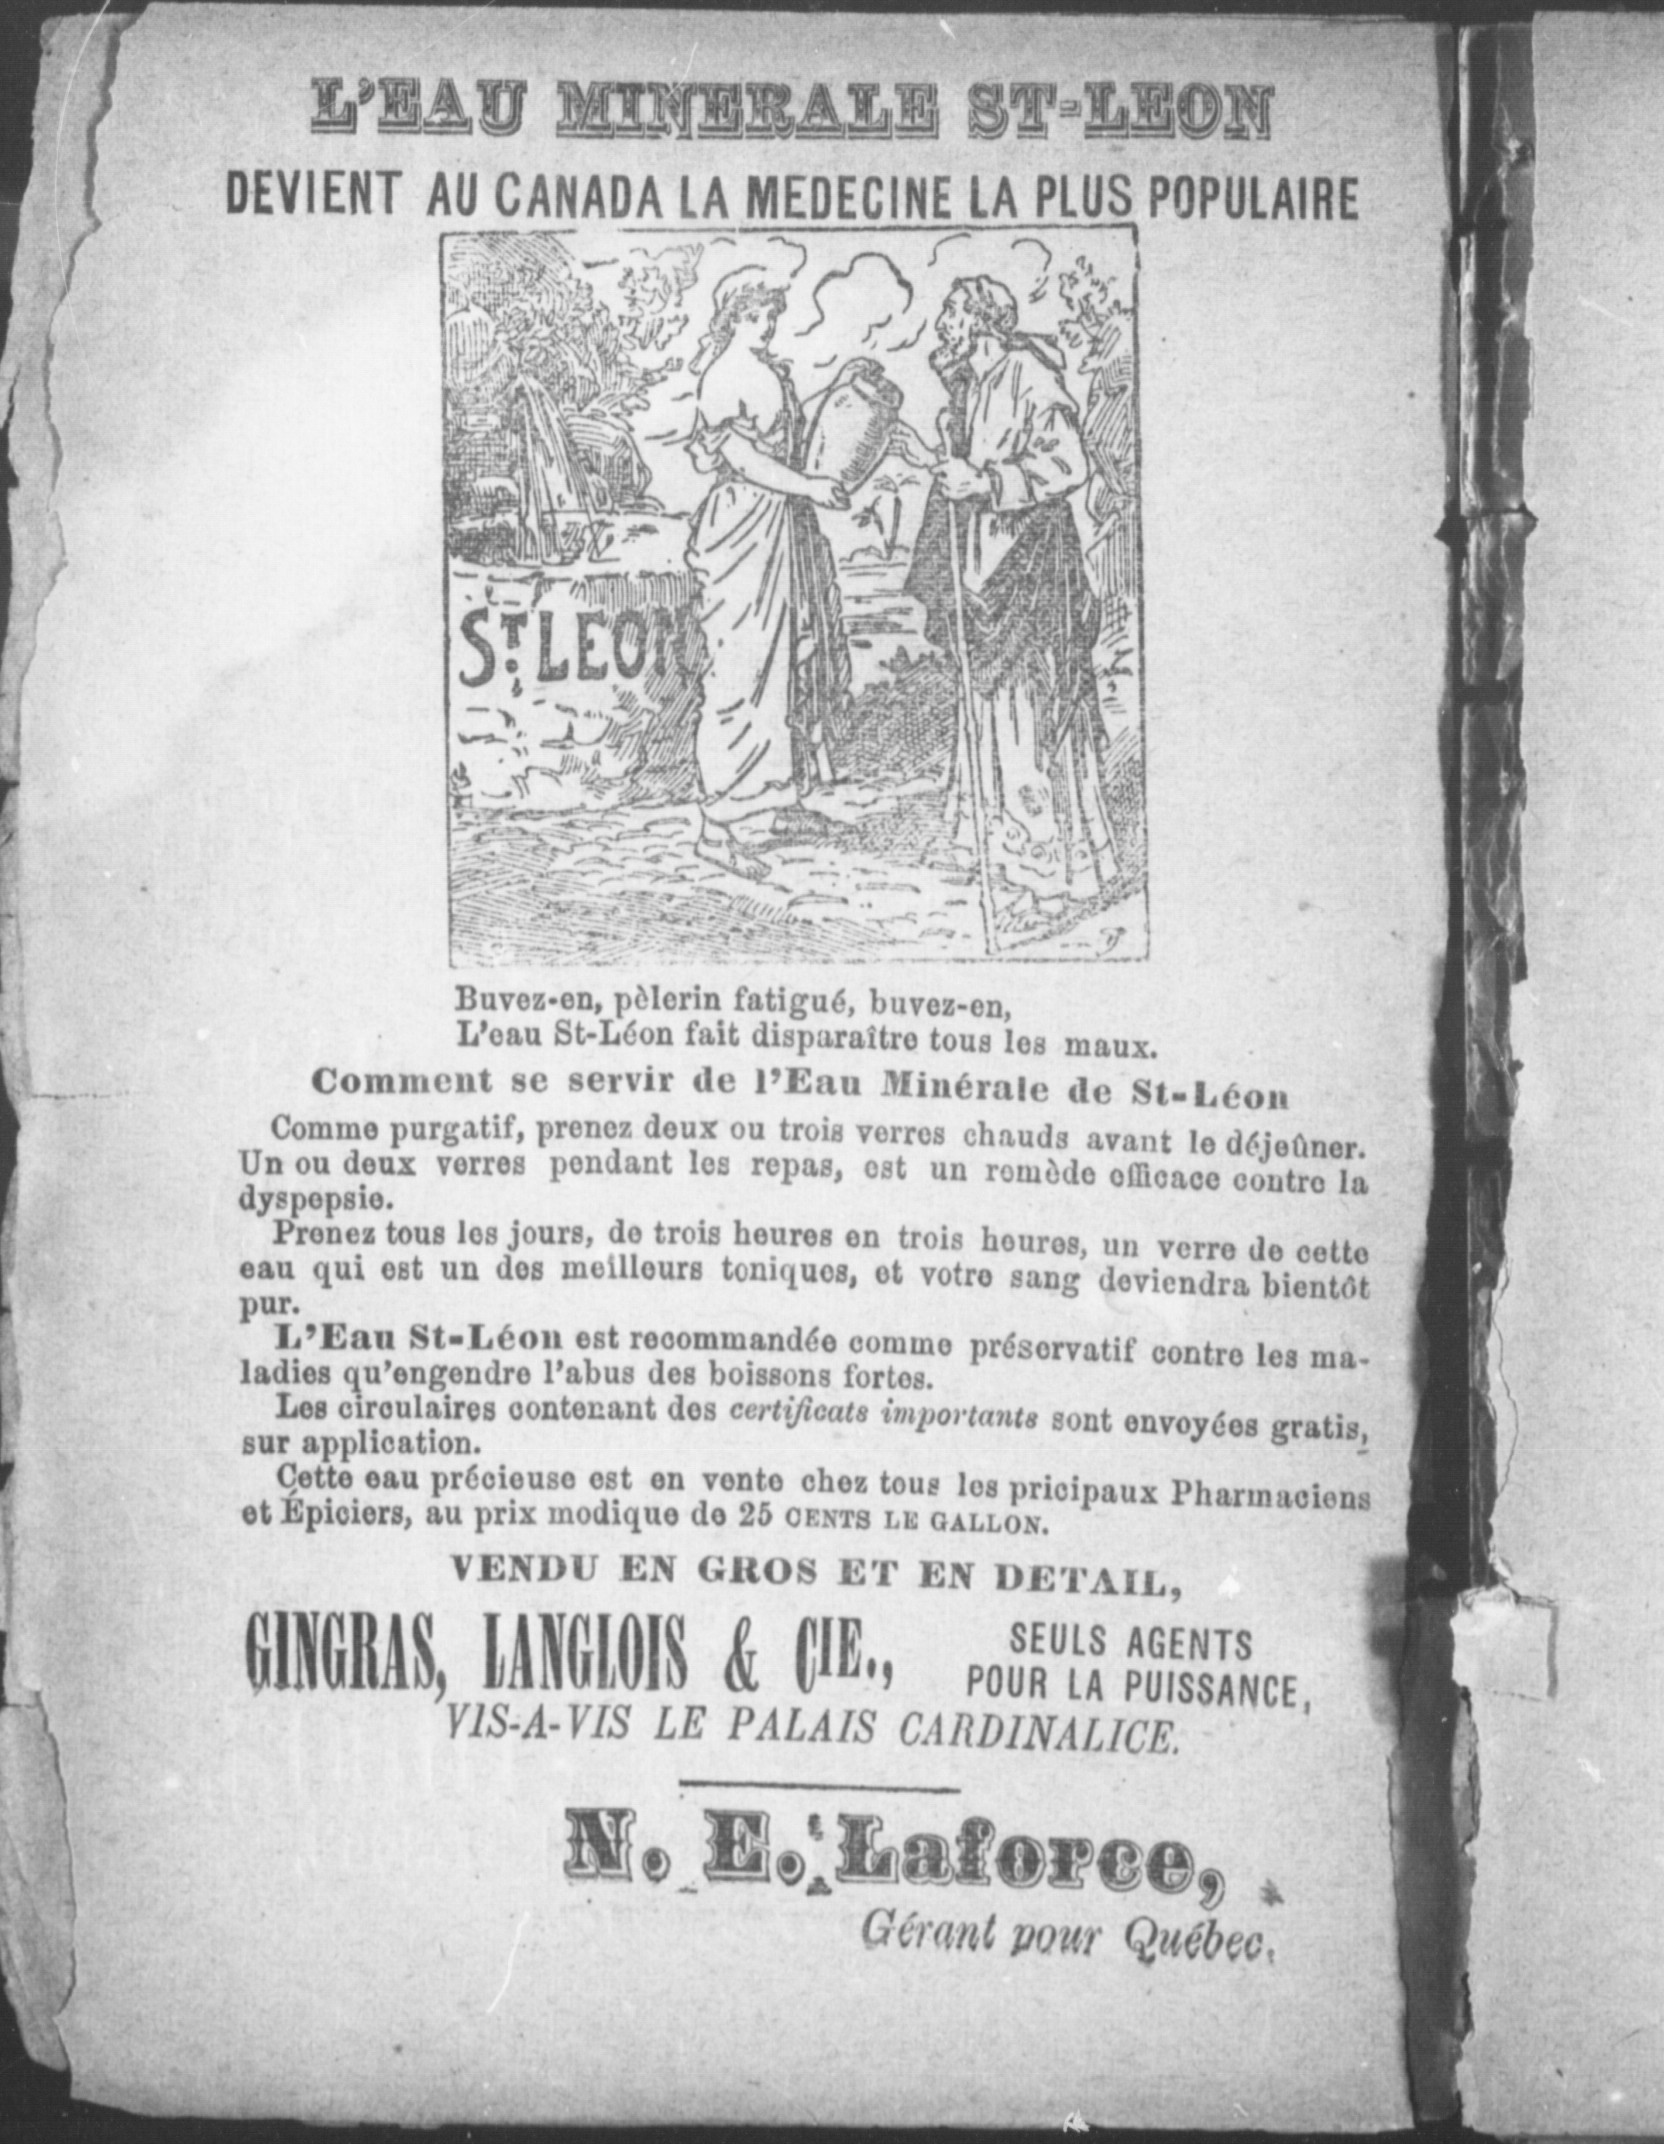 L'EAU MINERALE ST-LEON
DEVIENT AU CANADA LA MEDECINE LA PLUS POPULAIRE
ST. LEON
Buvez-en, pèlerin fatigué, buvez-en,
L'eau St-Léon fait disparaître tous les maux.
Comment se servir de l'Eau Minérale de St-Léon
Comme purgatif, prenez deux ou trois verres chauds avant le déjeûner.
Un ou deux verres pendant les repas, est un remède efficace contre la
dyspepsie.
Prenez tous les jours, de trois heures en trois heures, un verre de cette
eau qui est un des meilleurs toniques, et votre sang deviendra bientôt
pur.
L'Eau St-Léon est recommandée comme préservatif contre les ma-
ladies qu'engendre l'abus des boissons fortes.
Les circulaires contenant des certificats importants sont envoyées gratis,
sur application.
Cette eau précieuse est en vente chez tous les pricipaux Pharmaciens
et Épiciers, au prix modique de 25 CENTS LE GALLON.
VENDU EN GROS ET EN DETAIL,
GINGRAS, LANGLOIS & CIE., SEULS AGENTS
POUR LA PUISSANCE,
VIS-A-VIS LE PALAIS CARDINALICE.
N. E. Laforce,
Gérant pour Québec.